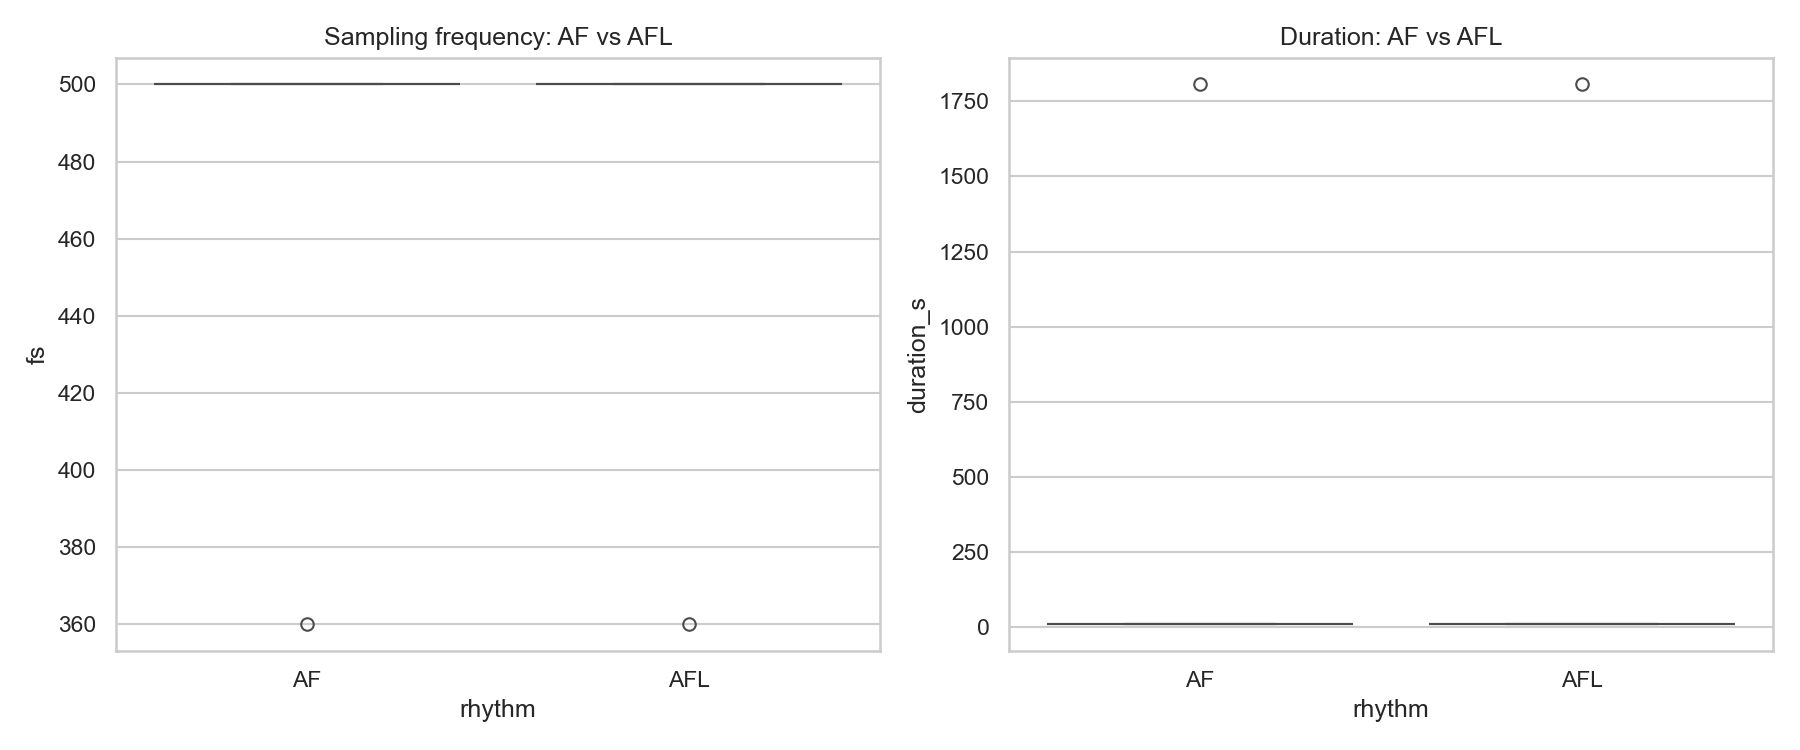 Sampling frequency: AF vs AFL
500
480
460
440
420
400
380
360
fs
AF
AFL
rhythm
Duration: AF vs AFL
1750
1500
1250
1000
750
500
250
0
duration_s
AF
AFL
rhythm